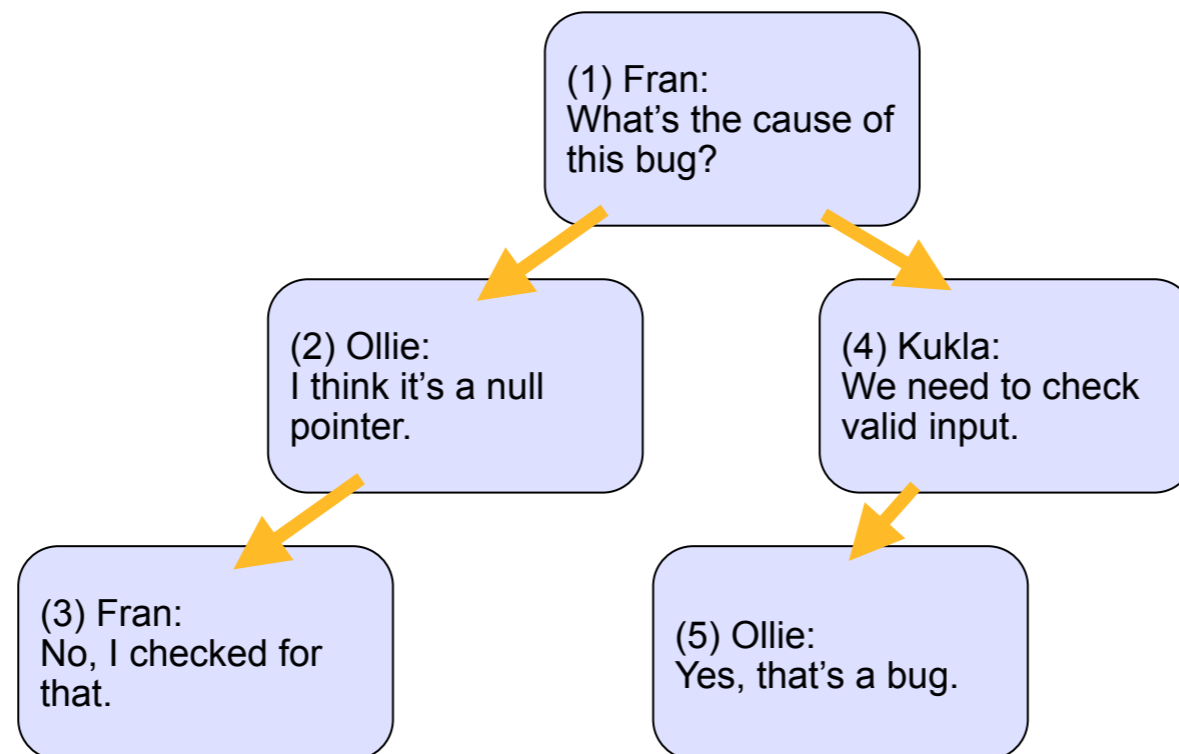 (1) Fran:
What’s the cause of
this bug?
(2) Ollie:
I think it’s a null
pointer.
(4) Kukla:
We need to check
valid input.
(3) Fran:
No, I checked for
that.
(5) Ollie:
Yes, that’s a bug.